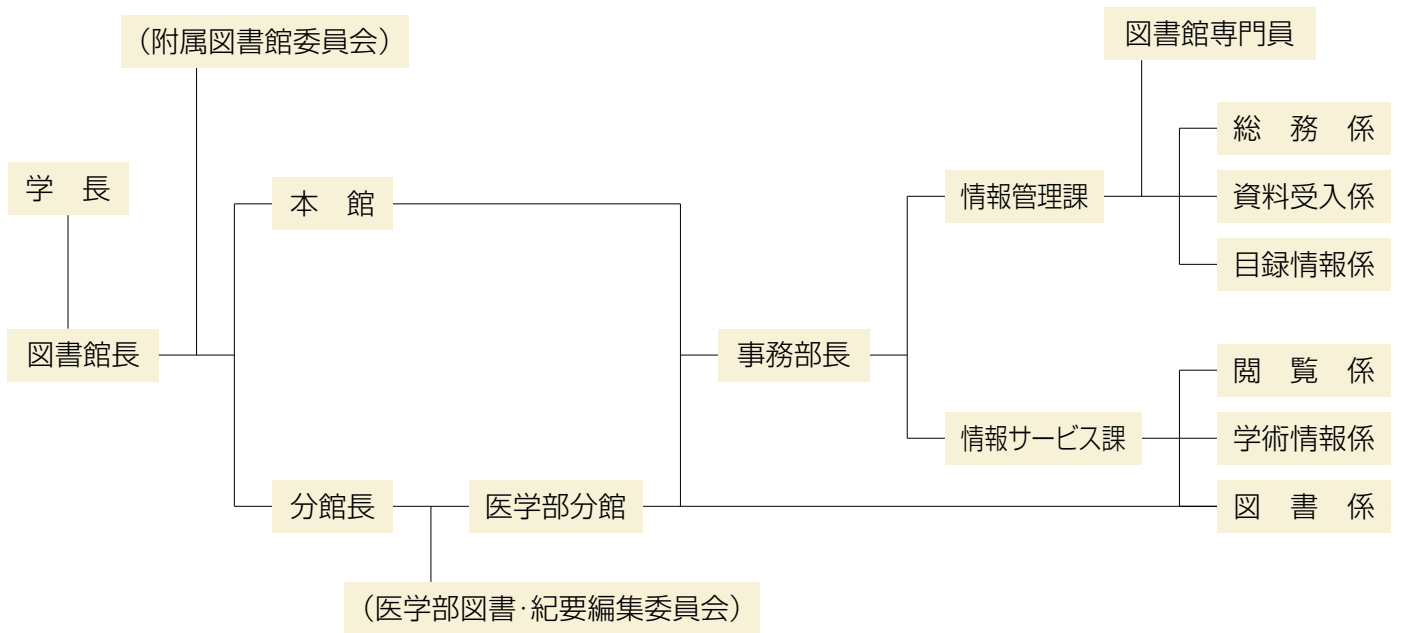 （附属図書館委員会）
図書館専門員
総　務　係
学　長
本　館
情報管理課
資料受入係
目録情報係
図書館長
事務部長
閲　覧　係
情報サービス課
学術情報係
分館長
医学部分館
図　書　係
（医学部図書・紀要編集委員会）